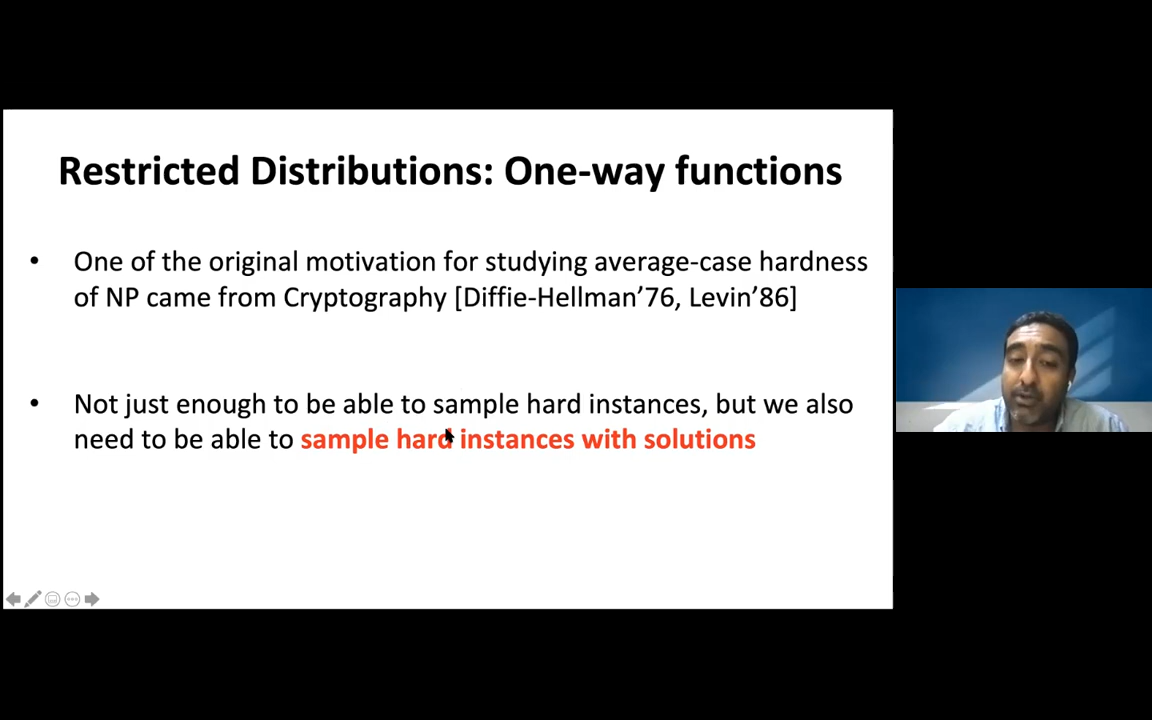 Restricted Distributions: One-way functions
• One of the original motivation for studying average-case hardness
of NP came from Cryptography [Diffie-Hellman’76, Levin’86]
• Not just enough to be able to sample hard instances, but we also
need to be able to sample hard instances with solutions